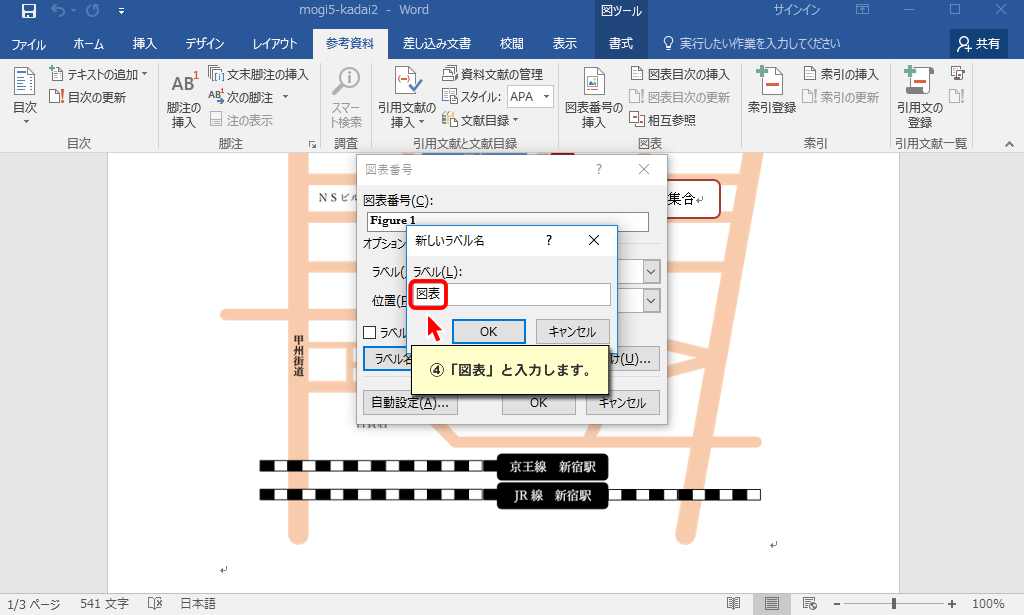 mogi5-kadai2 - Word
図ツール
サインイン
ファイル ホーム 挿入 デザイン レイアウト 参考資料 差し込み文書 校閲 表示 書式 実行したい作業を入力してください 共有
目次
テキストの追加
目次の更新
目次
AB1
脚注の
挿入
文末脚注の挿入
次の脚注
注の表示
脚注
スマー
ト検索
調査
引用文献の
挿入
資料文献の管理
スタイル: APA
文献目録
引用文献と文献目録
図表番号の
挿入
図表目次の挿入
図表目次の更新
相互参照
図表
索引登録
索引の挿入
索引の更新
索引
引用文の
登録
引用文献一覧
図表番号
?
NSビル
集合
図表番号(C):
Figure 1
オプション
ラベル(
位置(
ラベル
ラベル名
け(U)...
自動設定(A)...
OK
キャンセル
新しいラベル名
?
ラベル(L):
図表
OK
キャンセル
④「図表」と入力します。
甲州街道
京王線 新宿駅
JR線 新宿駅
1/3 ページ 541 文字 日本語
100%